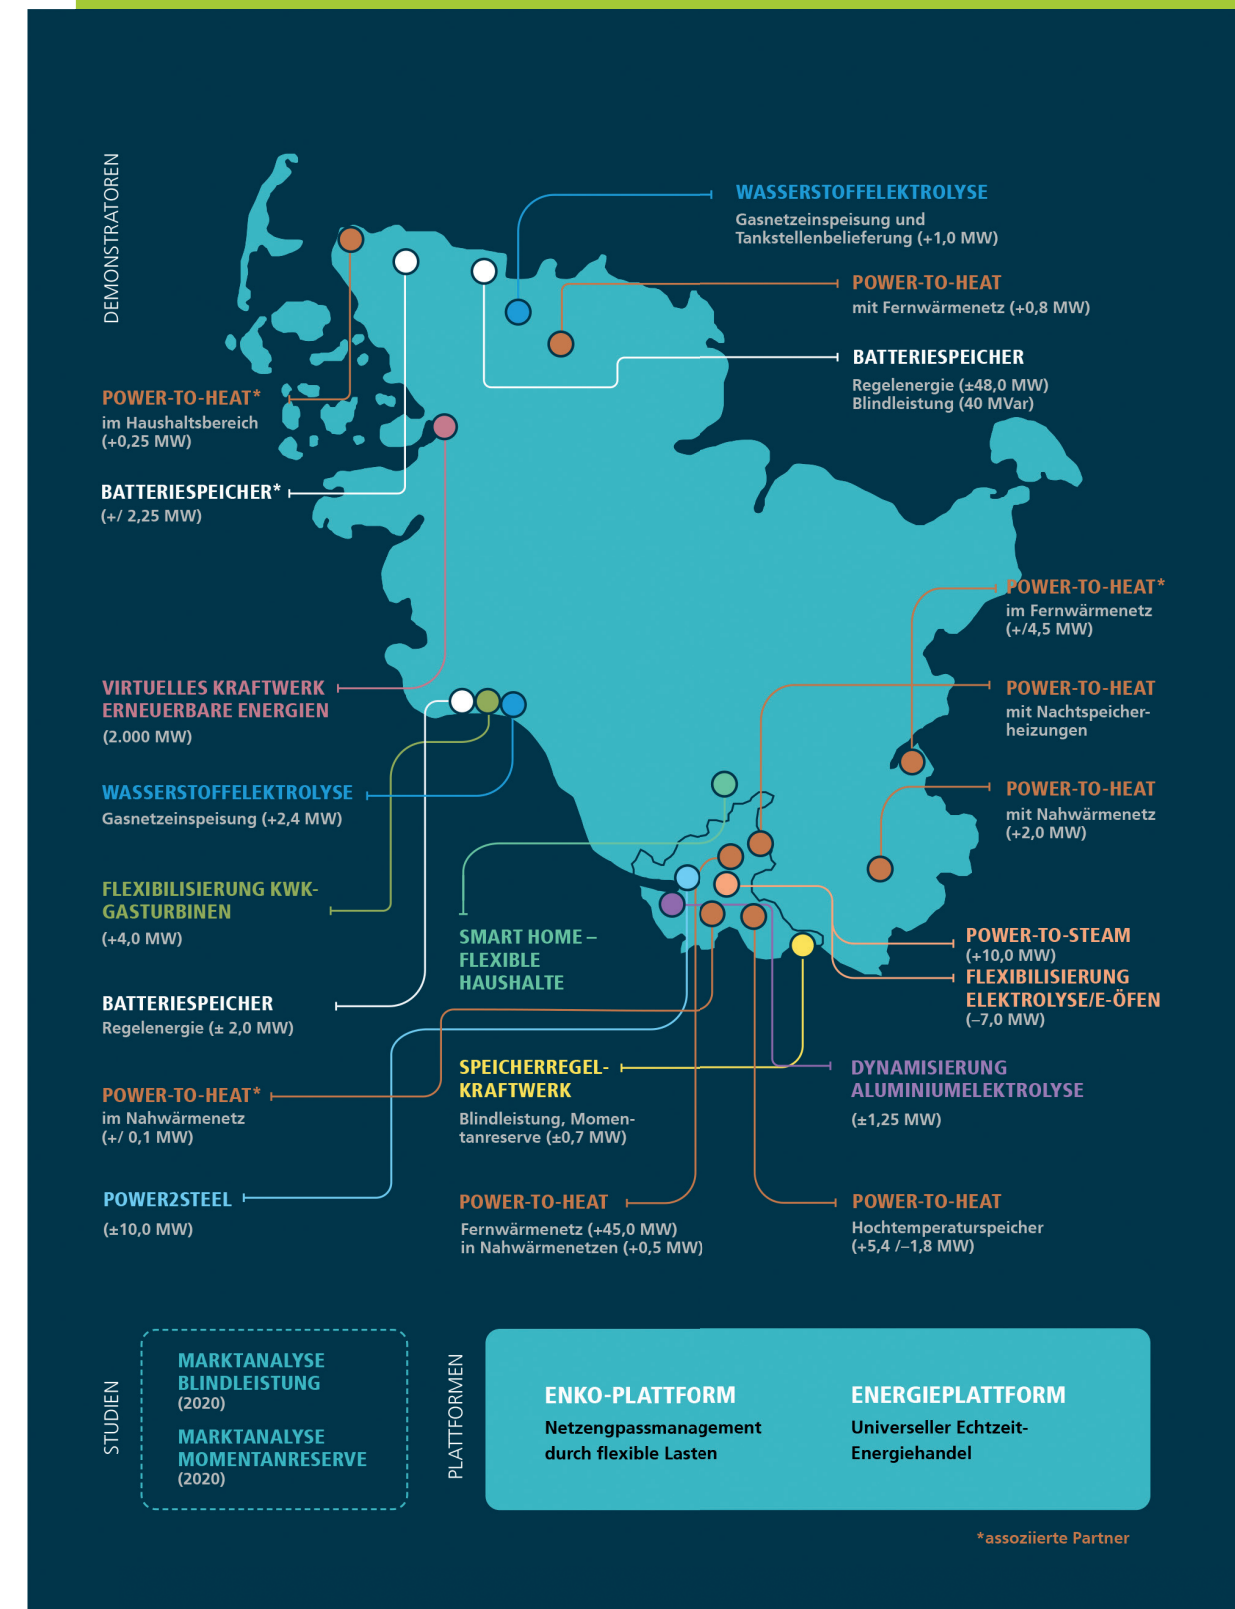 DEMONSTRATOREN
WASSERSTOFFELEKTROLYSE
Gasnetzeinspeisung und
Tankstellenbelieferung (+1,0 MW)
POWER-TO-HEAT
mit Fernwärmenetz (+0,8 MW)
BATTERIESPEICHER
Regelenergie (±48,0 MW)
Blindleistung (40 MVar)
POWER-TO-HEAT*
im Haushaltsbereich
(+0,25 MW)
BATTERIESPEICHER*
(+/ 2,25 MW)
POWER-TO-HEAT*
im Fernwärmenetz
(+/4,5 MW)
VIRTUELLES KRAFTWERK
ERNEUERBARE ENERGIEN
(2.000 MW)
POWER-TO-HEAT
mit Nachtspeicher-
heizungen
WASSERSTOFFELEKTROLYSE
Gasnetzeinspeisung (+2,4 MW)
POWER-TO-HEAT
mit Nahwärmenetz
(+2,0 MW)
FLEXIBILISIERUNG KWK-
GASTURBINEN
(+4,0 MW)
SMART HOME –
FLEXIBLE
HAUSHALTE
POWER-TO-STEAM
(+10,0 MW)
FLEXIBILISIERUNG
ELEKTROLYSE/E-ÖFEN
(–7,0 MW)
BATTERIESPEICHER
Regelenergie (± 2,0 MW)
SPEICHERREGEL-
KRAFTWERK
Blindleistung, Momen-
tanreserve (±0,7 MW)
DYNAMISIERUNG
ALUMINIUMELEKTROLYSE
(±1,25 MW)
POWER-TO-HEAT*
im Nahwärmenetz
(+/ 0,1 MW)
POWER2STEEL
(±10,0 MW)
POWER-TO-HEAT
Fernwärmenetz (+45,0 MW)
in Nahwärmenetzen (+0,5 MW)
POWER-TO-HEAT
Hochtemperaturspeicher
(+5,4 /–1,8 MW)
STUDIEN
MARKTANALYSE
BLINDLEISTUNG
(2020)
MARKTANALYSE
MOMENTANRESERVE
(2020)
PLATTFORMEN
ENKO-PLATTFORM
Netzengpassmanagement
durch flexible Lasten
ENERGIEPLATTFORM
Universeller Echtzeit-
Energiehandel
*assoziierte Partner